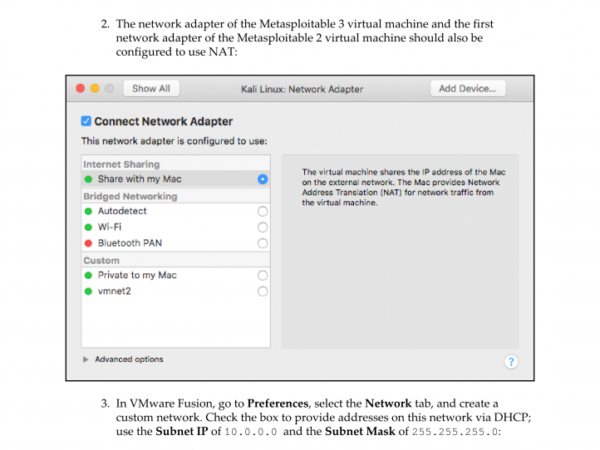 2. The network adapter of the Metasploitable 3 virtual machine and the first
network adapter of the Metasploitable 2 virtual machine should also be
configured to use NAT:
Show All
Kali Linux: Network Adapter
Add Device...
Connect Network Adapter
This network adapter is configured to use:
Internet Sharing
Share with my Mac
Bridged Networking
Autodetect
Wi-Fi
Bluetooth PAN
Custom
Private to my Mac
vmnet2
The virtual machine shares the IP address of the Mac
on the external network. The Mac provides Network
Address Translation (NAT) for network traffic from
the virtual machine.
Advanced options
?
3. In VMware Fusion, go to Preferences, select the Network tab, and create a
custom network. Check the box to provide addresses on this network via DHCP;
use the Subnet IP of 10.0.0.0 and the Subnet Mask of 255.255.255.0: